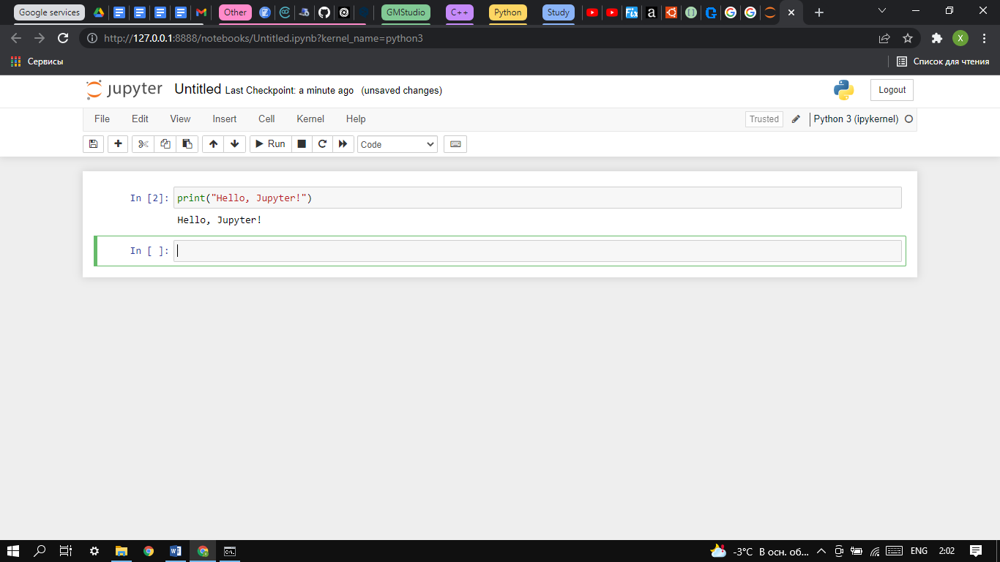 Google services Other GMStudio C++ Python Study
http://127.0.0.1:8888/notebooks/Untitled.ipynb?kernel_name=python3 X
Сервисы Список для чтения
jupyter Untitled Last Checkpoint: a minute ago (unsaved changes) Logout
File Edit View Insert Cell Kernel Help Trusted Python 3 (ipykernel)
Run Code
In [2]: print("Hello, Jupyter!")
Hello, Jupyter!
In [ ]:
-3°C В осн. об... ENG 2:02